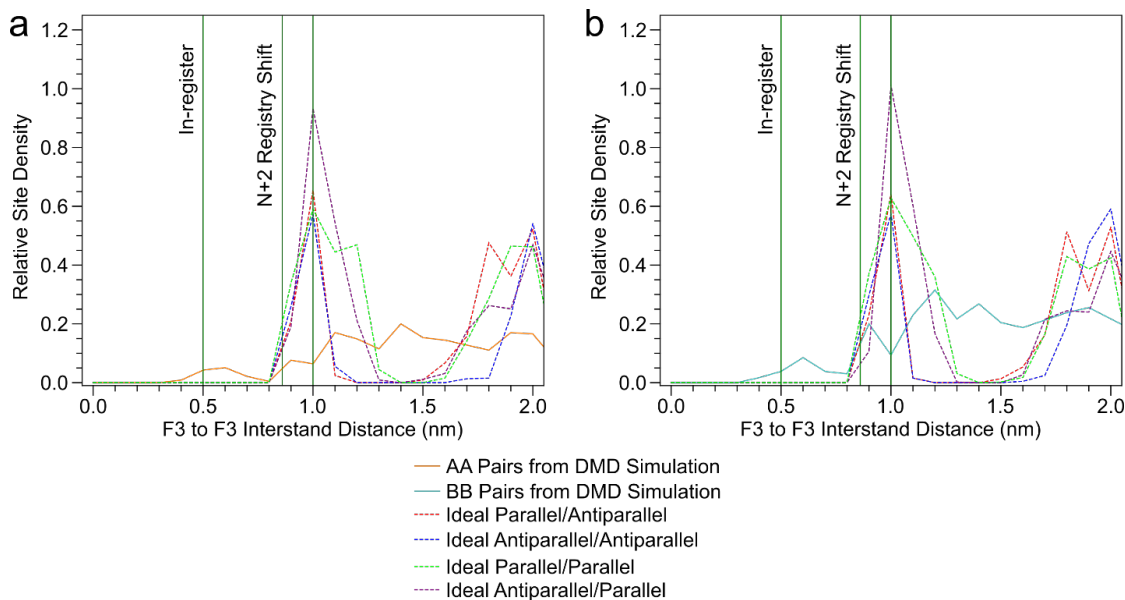 a
1.2
1.0
0.8
0.6
0.4
0.2
0.0
Relative Site Density
In-register
N+2 Registry Shift
0.0 0.5 1.0 1.5 2.0
F3 to F3 Interstand Distance (nm)
b
1.2
1.0
0.8
0.6
0.4
0.2
0.0
Relative Site Density
In-register
N+2 Registry Shift
0.0 0.5 1.0 1.5 2.0
F3 to F3 Interstand Distance (nm)
AA Pairs from DMD Simulation
BB Pairs from DMD Simulation
Ideal Parallel/Antiparallel
Ideal Antiparallel/Antiparallel
Ideal Parallel/Parallel
Ideal Antiparallel/Parallel